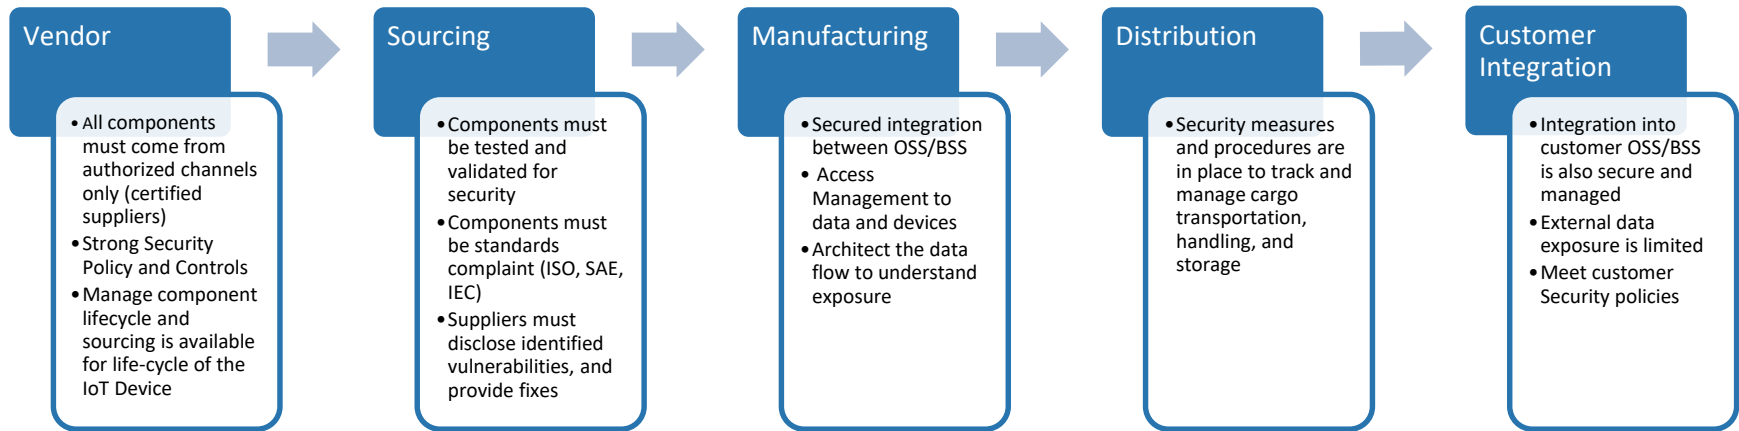 Vendor
• All components
must come from
authorized channels
only (certified
suppliers)
• Strong Security
Policy and Controls
• Manage component
lifecycle and
sourcing is available
for life-cycle of the
IoT Device
Sourcing
• Components must
be tested and
validated for
security
• Components must
be standards
complaint (ISO, SAE,
IEC)
• Suppliers must
disclose identified
vulnerabilities, and
provide fixes
Manufacturing
• Secured integration
between OSS/BSS
• Access
Management to
data and devices
• Architect the data
flow to understand
exposure
Distribution
• Security measures
and procedures are
in place to track and
manage cargo
transportation,
handling, and
storage
Customer
Integration
• Integration into
customer OSS/BSS
is also secure and
managed
• External data
exposure is limited
• Meet customer
Security policies